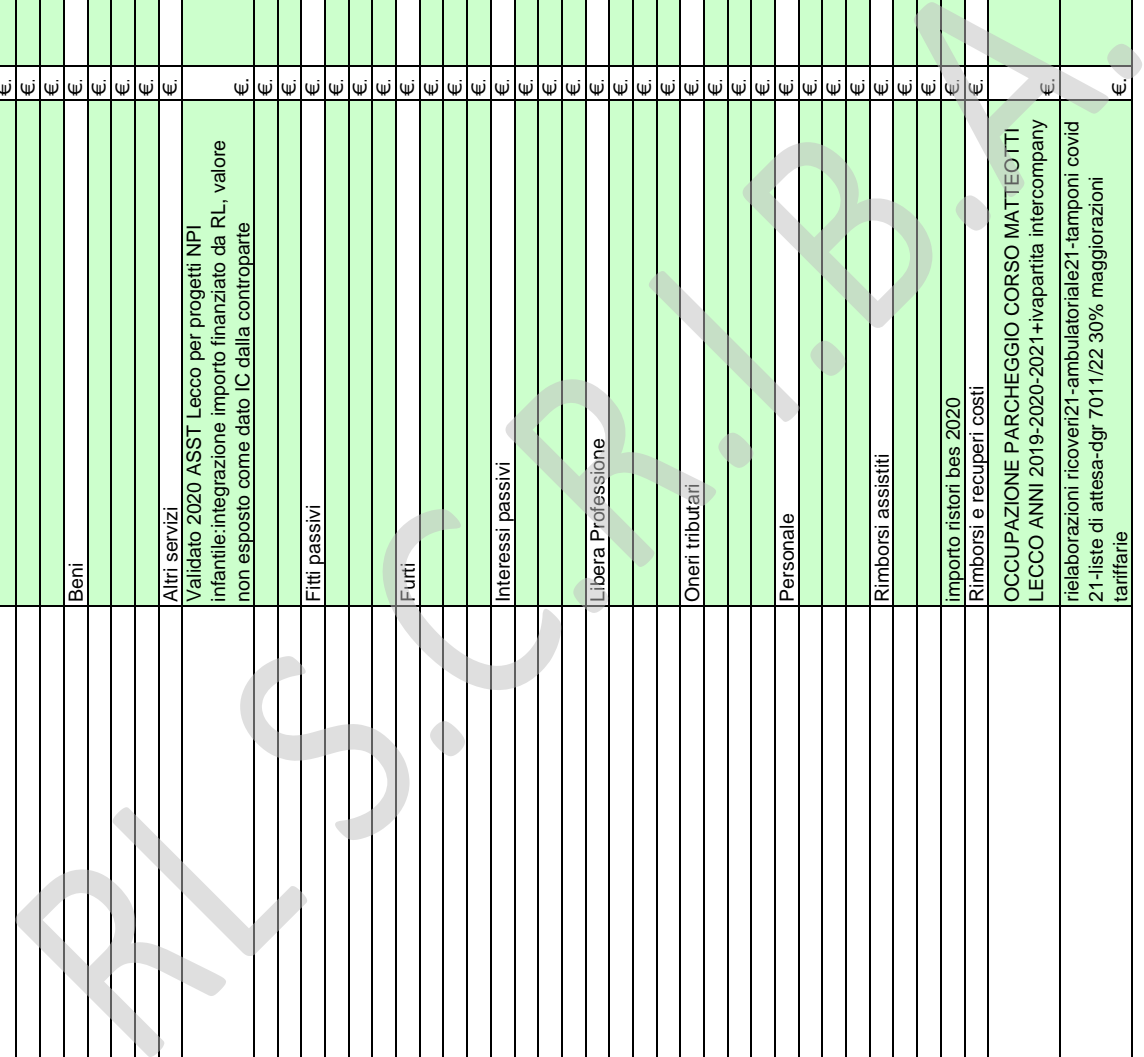 €.
€.
€.
Beni €.
€.
€.
€.
Altri servizi €.
Validato 2020 ASST Lecco per progetti NPI
infantile:integrazione importo finanziato da RL, valore
non esposto come dato IC dalla controparte €.
€.
€.
Fitti passivi €.
€.
€.
€.
Furti €.
€.
€.
€.
Interessi passivi €.
€.
€.
€.
Libera Professione €.
€.
€.
€.
Oneri tributari €.
€.
€.
€.
Personale €.
€.
€.
€.
Rimborsi assistiti €.
€.
€.
importo ristori bes 2020 €.
Rimborsi e recuperi costi €.
OCCUPAZIONE PARCHEGGIO CORSO MATTEOTTI
LECCO ANNI 2019-2020-2021+ivapartita intercompany €.
rielaborazioni ricoveri21-ambulatoriale21-tamponi covid
21-liste di attesa-dgr 7011/22 30% maggiorazioni
tariffarie €.
RL S.C.R.I.B.A.